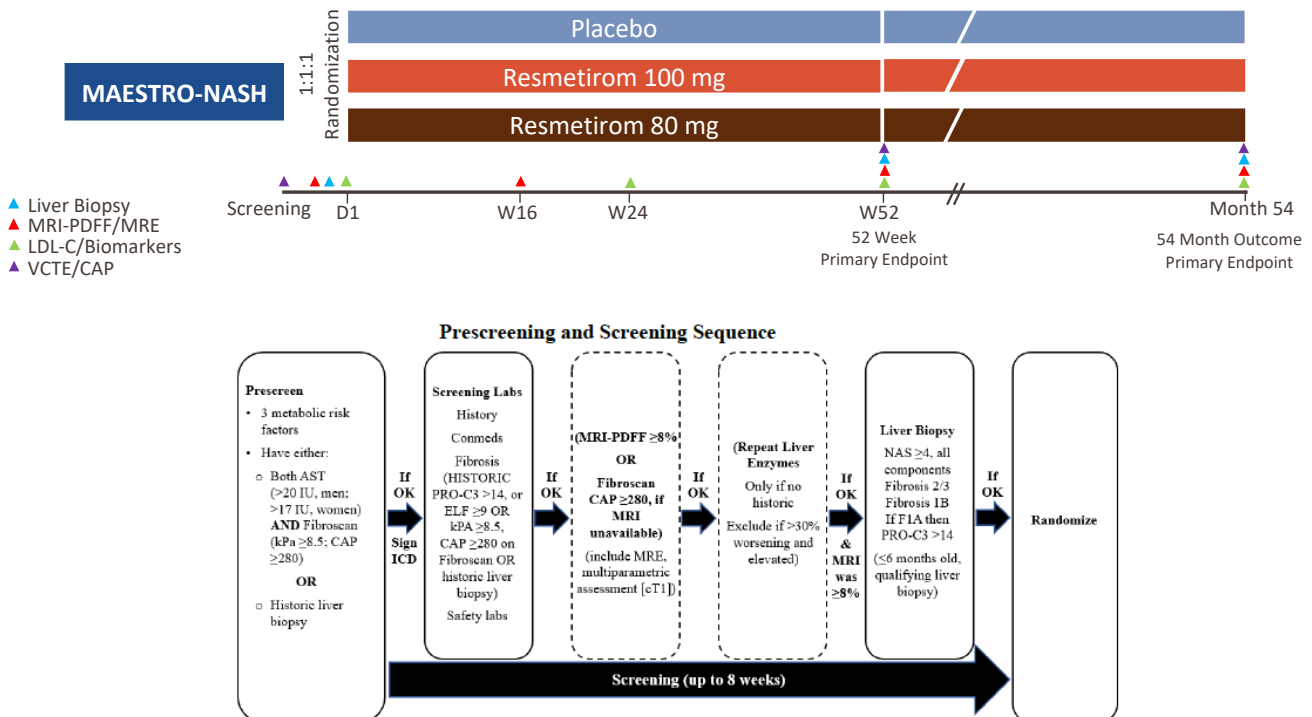 Placebo
Resmetirom 100 mg
Resmetirom 80 mg
MAESTRO-NASH
1:1:1
Randomization
Liver Biopsy
MRI-PDFF/MRE
LDL-C/Biomarkers
VCTE/CAP
Screening
D1
W16
W24
W52
52 Week
Primary Endpoint
Month 54
54 Month Outcome
Primary Endpoint
Prescreening and Screening Sequence
Prescreen
• 3 metabolic risk
factors
• Have either:
o Both AST
(>20 IU, men;
>17 IU, women)
AND Fibroscan
(kPa ≥8.5; CAP
≥280)
OR
o Historic liver
biopsy
If
OK
Sign
ICD
Screening Labs
History
Conmeds
Fibrosis
(HISTORIC
PRO-C3 >14, or
ELF ≥9 OR
kPA ≥8.5,
CAP ≥280 on
Fibroscan OR
historic liver
biopsy)
Safety labs
If
OK
(MRI-PDFF ≥8%
OR
Fibroscan
CAP ≥280, if
MRI
unavailable)
(include MRE,
multiparametric
assessment [cT1])
If
OK
(Repeat Liver
Enzymes
Only if no
historic
Exclude if >30%
worsening and
elevated)
If
OK
&
MRI
was
≥8%
Liver Biopsy
NAS ≥4, all
components
Fibrosis 2/3
Fibrosis 1B
If F1A then
PRO-C3 >14
(≤6 months old,
qualifying liver
biopsy)
If
OK
Randomize
Screening (up to 8 weeks)